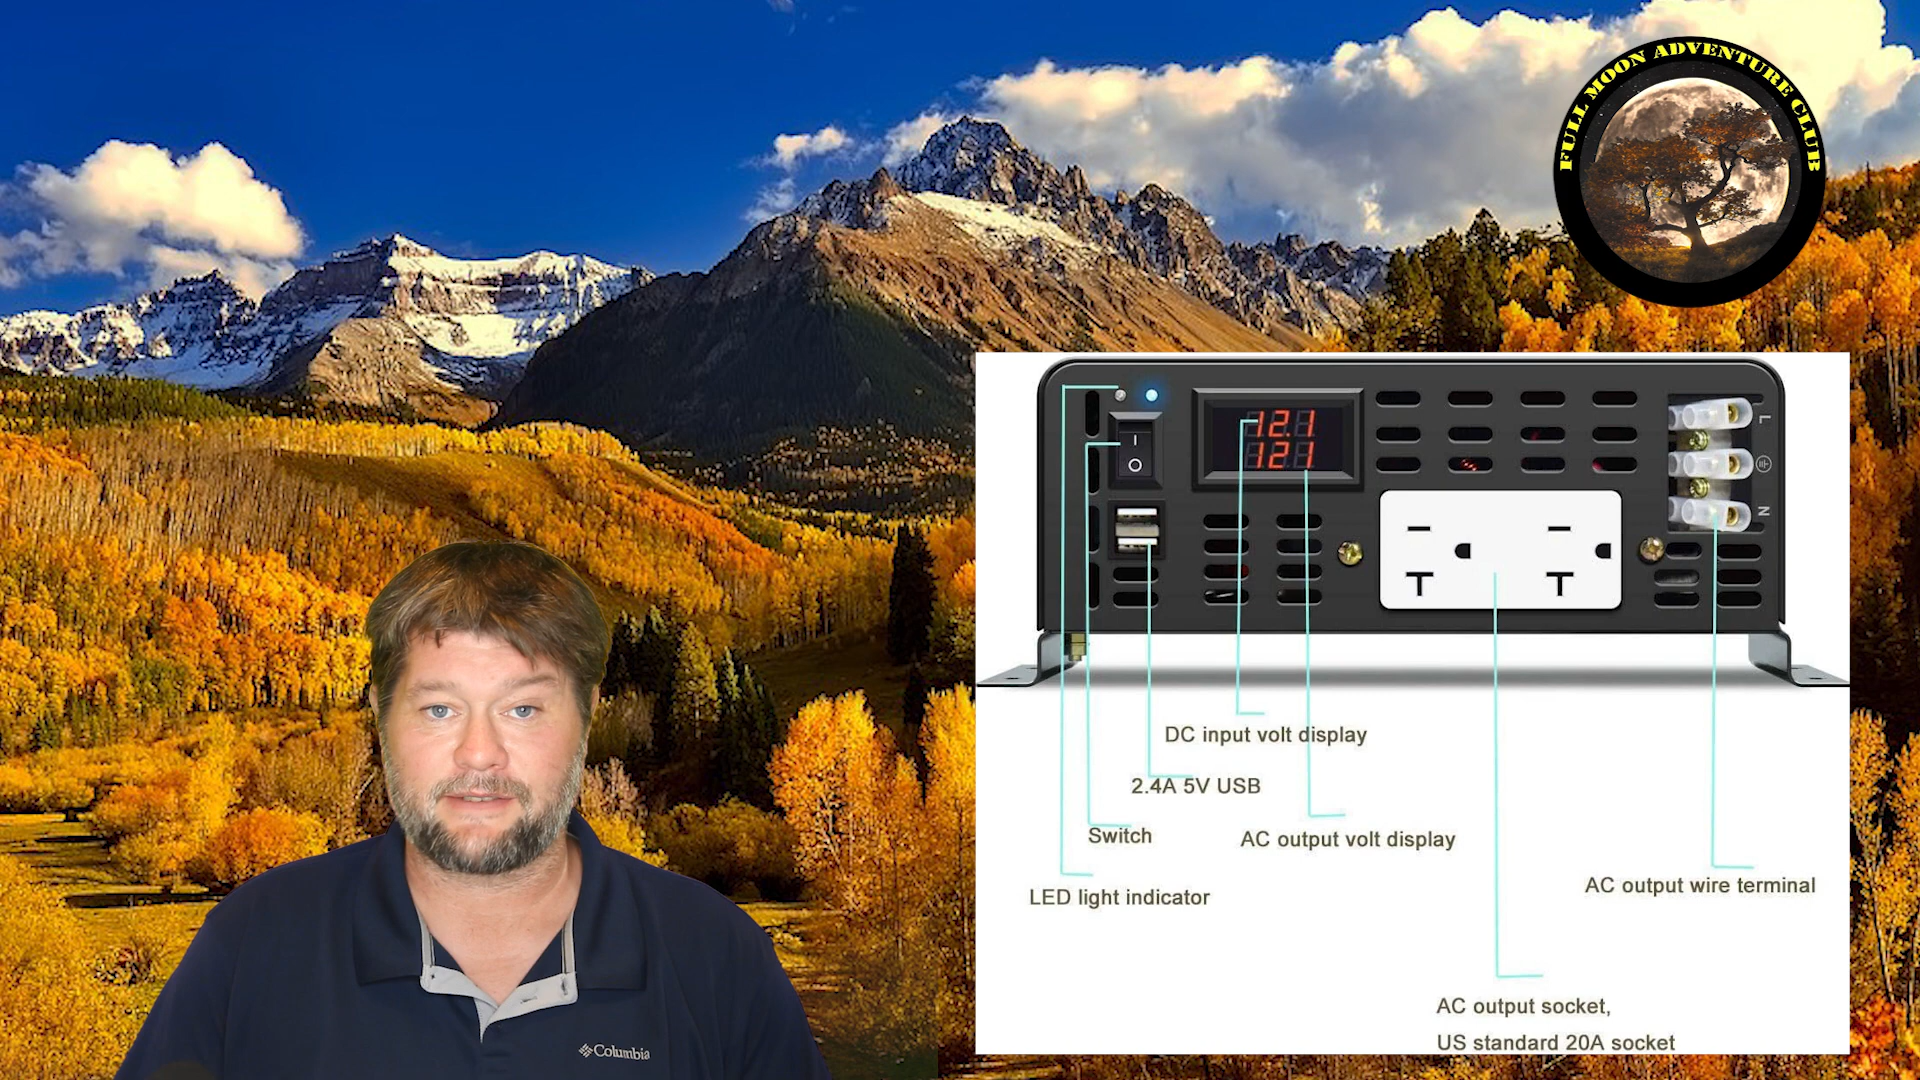 FULL MOON ADVENTURE CLUB
12.1
121
L
N
DC input volt display
2.4A 5V USB
Switch
AC output volt display
LED light indicator
AC output wire terminal
AC output socket,
US standard 20A socket
Columbia